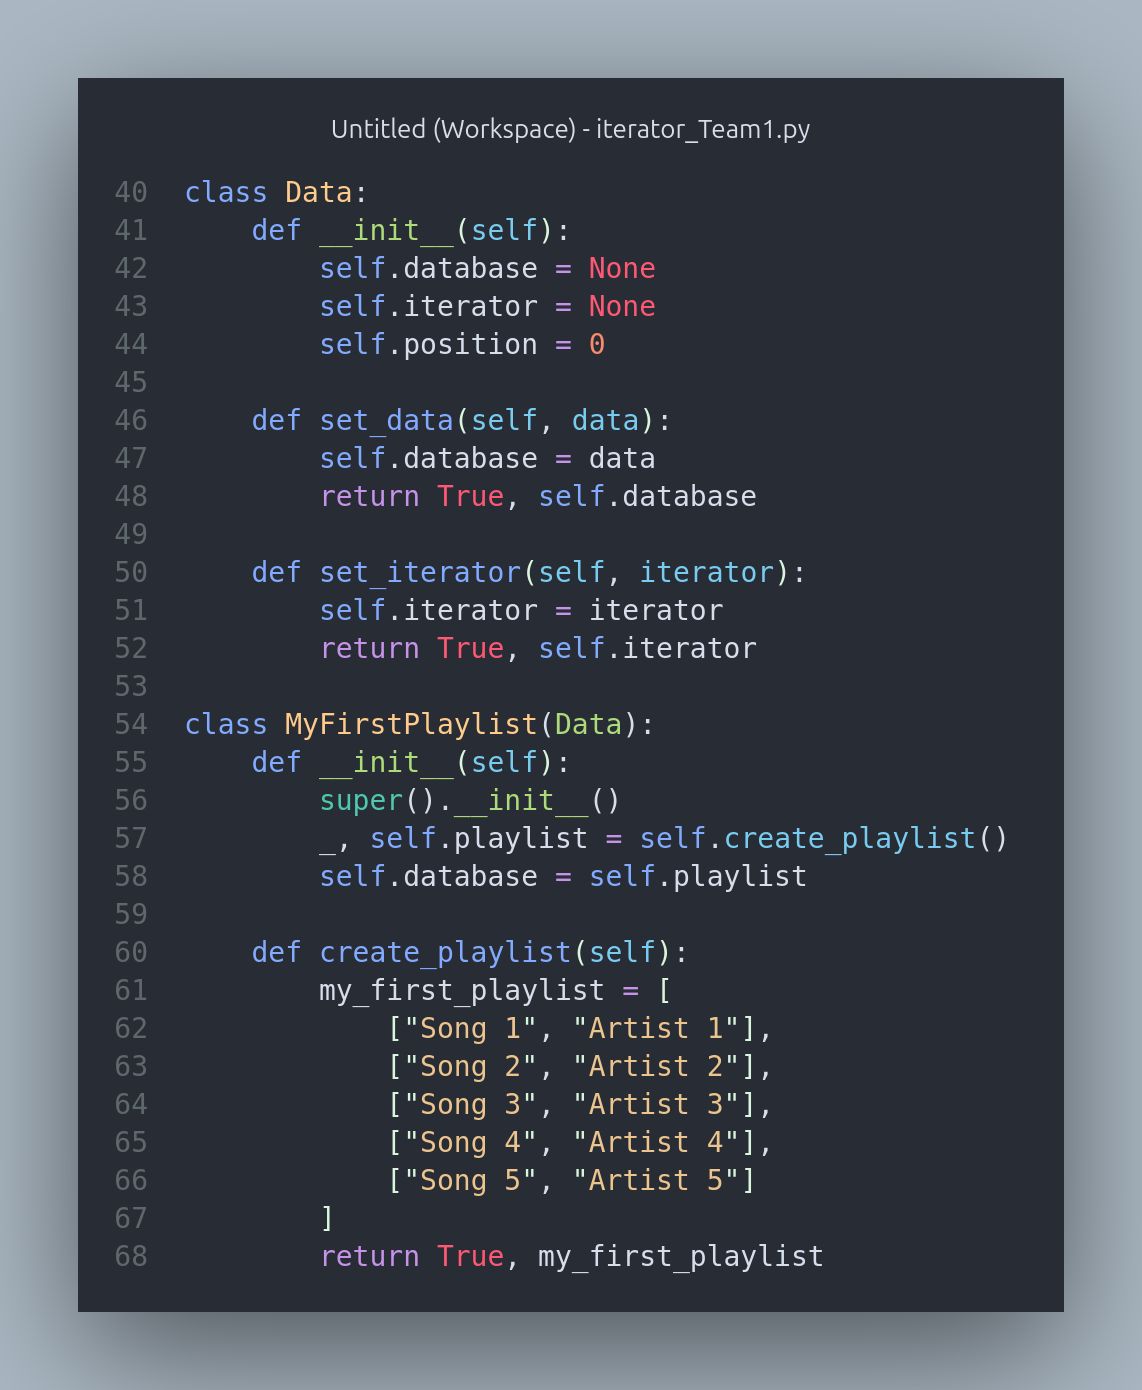 Untitled (Workspace) - iterator_Team1.py
40 class Data:
41     def __init__(self):
42         self.database = None
43         self.iterator = None
44         self.position = 0
45
46     def set_data(self, data):
47         self.database = data
48         return True, self.database
49
50     def set_iterator(self, iterator):
51         self.iterator = iterator
52         return True, self.iterator
53
54 class MyFirstPlaylist(Data):
55     def __init__(self):
56         super().__init__()
57         _, self.playlist = self.create_playlist()
58         self.database = self.playlist
59
60     def create_playlist(self):
61         my_first_playlist = [
62             ["Song 1", "Artist 1"],
63             ["Song 2", "Artist 2"],
64             ["Song 3", "Artist 3"],
65             ["Song 4", "Artist 4"],
66             ["Song 5", "Artist 5"]
67         ]
68         return True, my_first_playlist